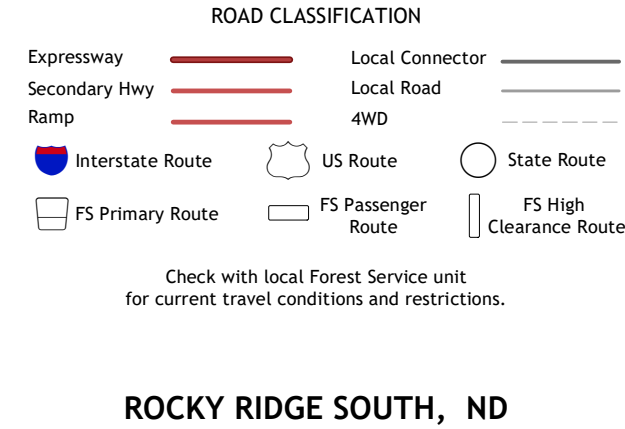 ROAD CLASSIFICATION
Expressway
Local Connector
Secondary Hwy
Local Road
Ramp
4WD
Interstate Route
US Route
State Route
FS Primary Route
FS Passenger
Route
FS High
Clearance Route
Check with local Forest Service unit
for current travel conditions and restrictions.
ROCKY RIDGE SOUTH, ND